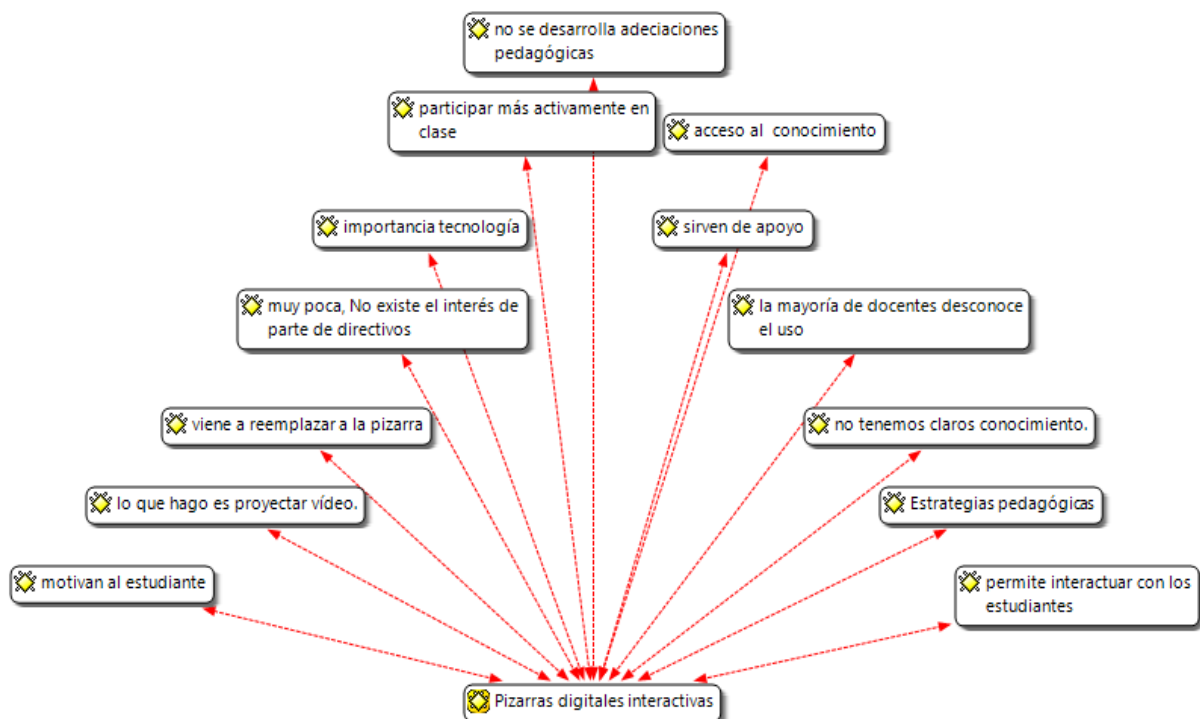 no se desarrolla adeciaciones
pedagógicas
participar más activamente en
clase
acceso al conocimiento
importancia tecnología
sirven de apoyo
muy poca, No existe el interés de
parte de directivos
la mayoría de docentes desconoce
el uso
viene a reemplazar a la pizarra
no tenemos claros conocimiento.
lo que hago es proyectar vídeo.
Estrategias pedagógicas
motivan al estudiante
permite interactuar con los
estudiantes
Pizarras digitales interactivas